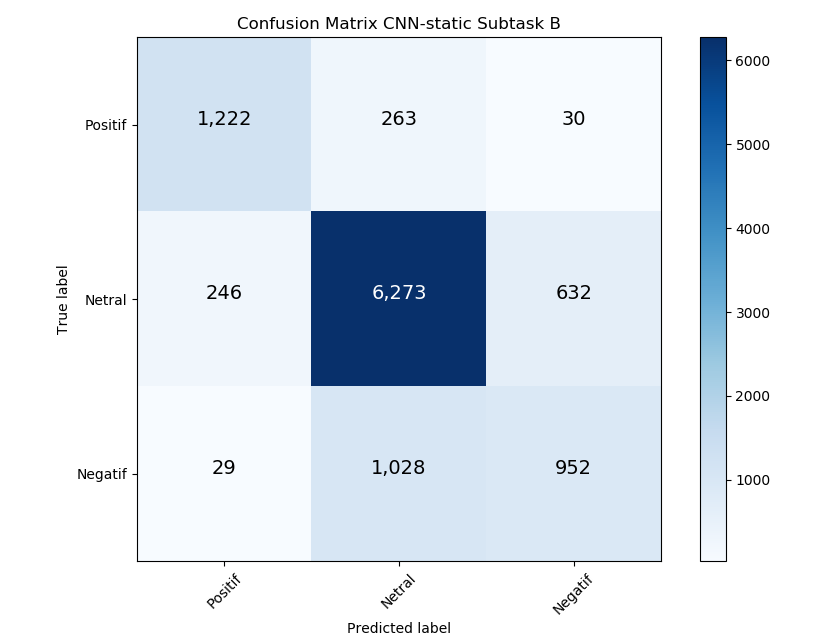 Confusion Matrix CNN-static Subtask B
Positif
1,222
263
30
Netral
246
6,273
632
Negatif
29
1,028
952
True label
Positif
Netral
Negatif
Predicted label
6000
5000
4000
3000
2000
1000